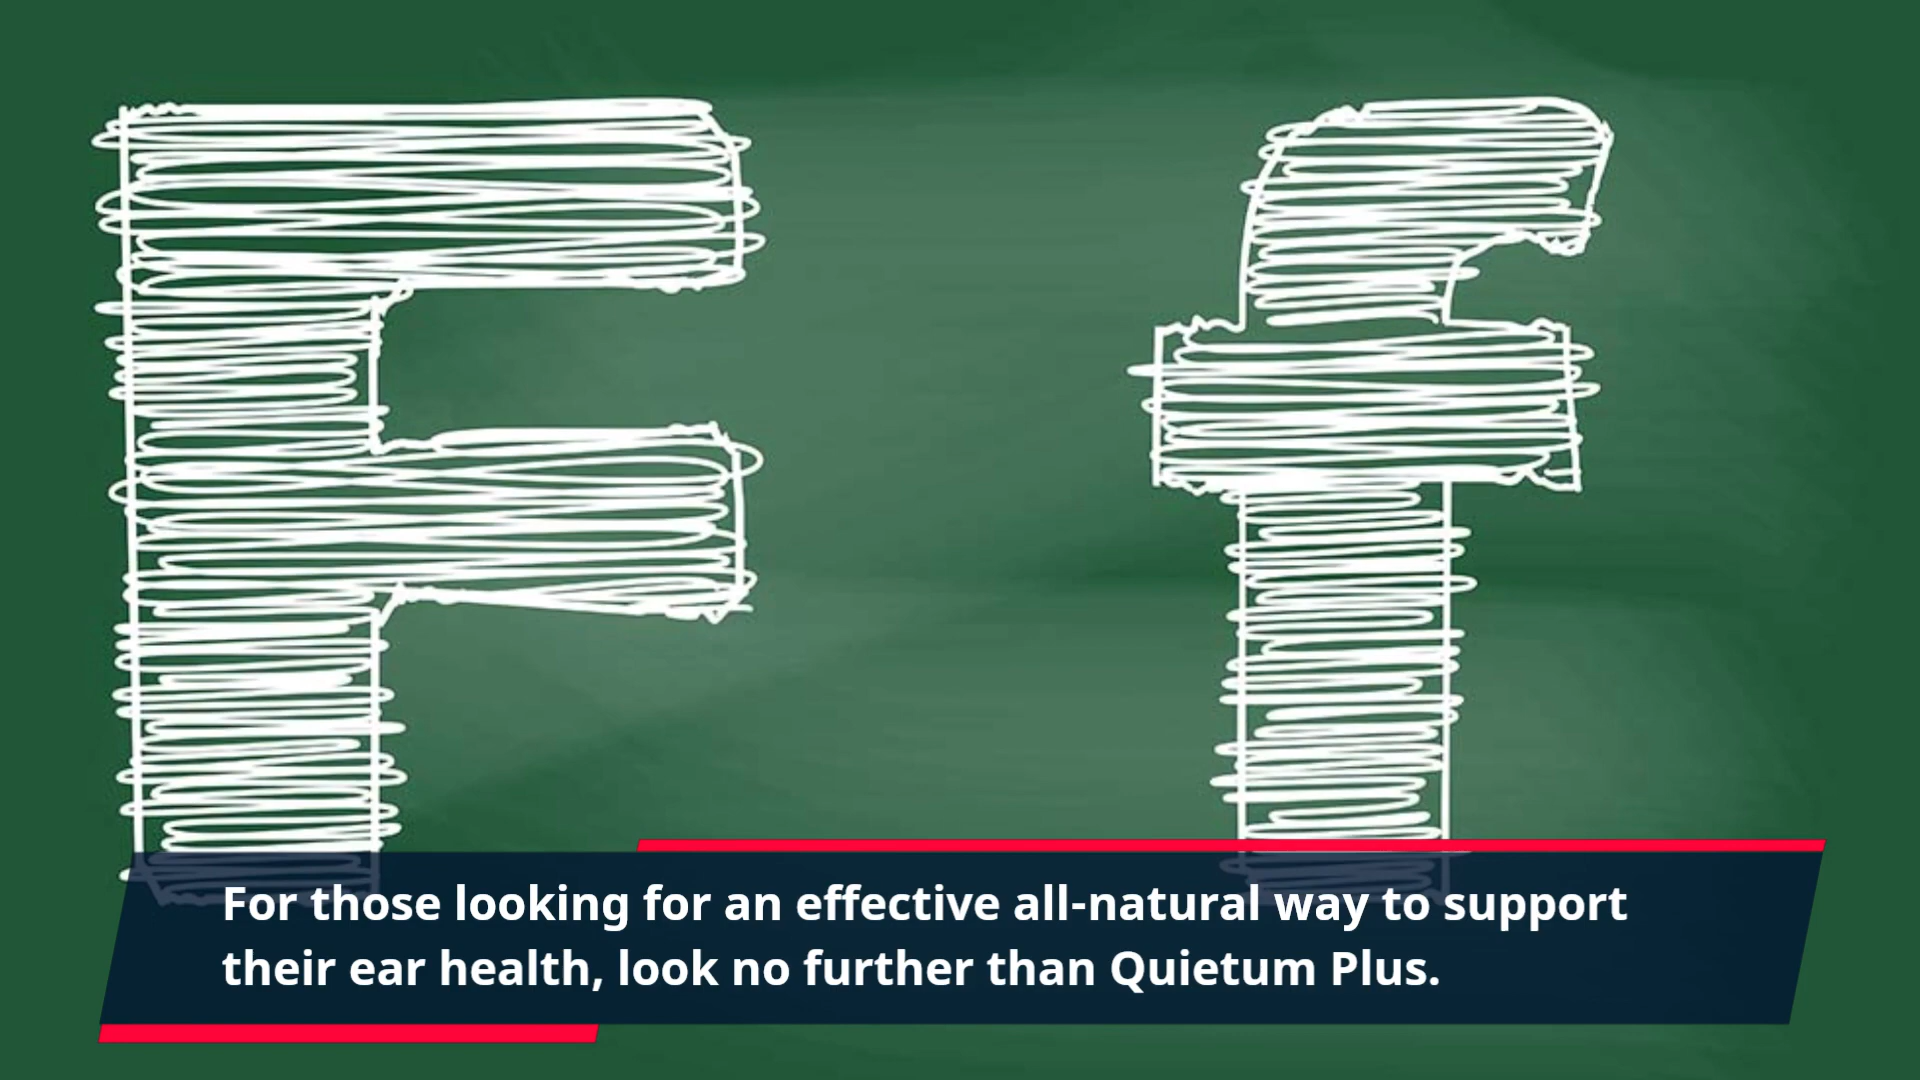 F f
For those looking for an effective all-natural way to support
their ear health, look no further than Quietum Plus.